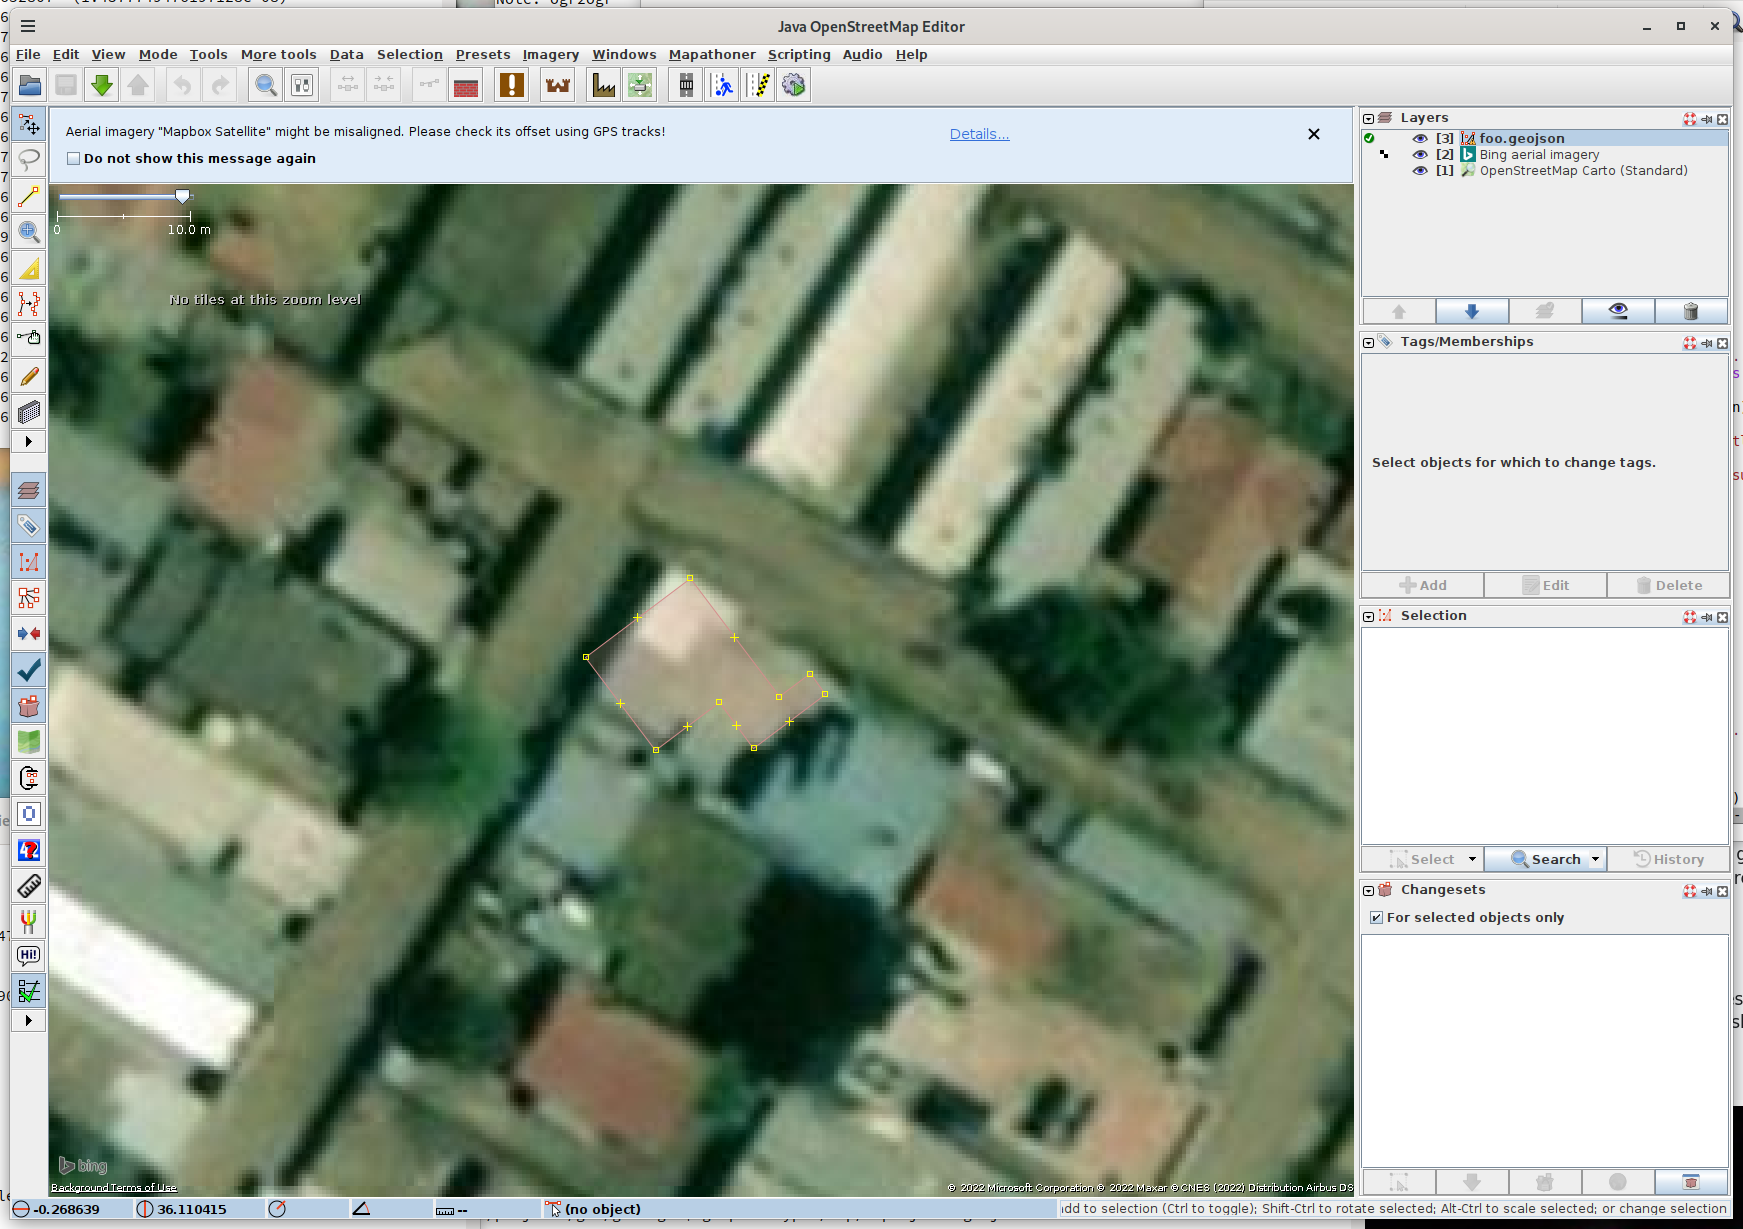 Note: ogr2ogr
Java OpenStreetMap Editor
File Edit View Mode Tools More tools Data Selection Presets Imagery Windows Mapathoner Scripting Audio Help
Aerial imagery "Mapbox Satellite" might be misaligned. Please check its offset using GPS tracks!
Details...
Do not show this message again
0 10.0 m
No tiles at this zoom level
bing
Background Terms of Use
© 2022 Microsoft Corporation © 2022 Maxar © CNES (2022) Distribution Airbus DS
Layers
[3] foo.geojson
[2] Bing aerial imagery
[1] OpenStreetMap Carto (Standard)
Tags/Memberships
Select objects for which to change tags.
Add Edit Delete
Selection
Select Search History
Changesets
For selected objects only
Hi!
-0.268639 36.110415 -- (no object)
dd to selection (Ctrl to toggle); Shift-Ctrl to rotate selected; Alt-Ctrl to scale selected; or change selection